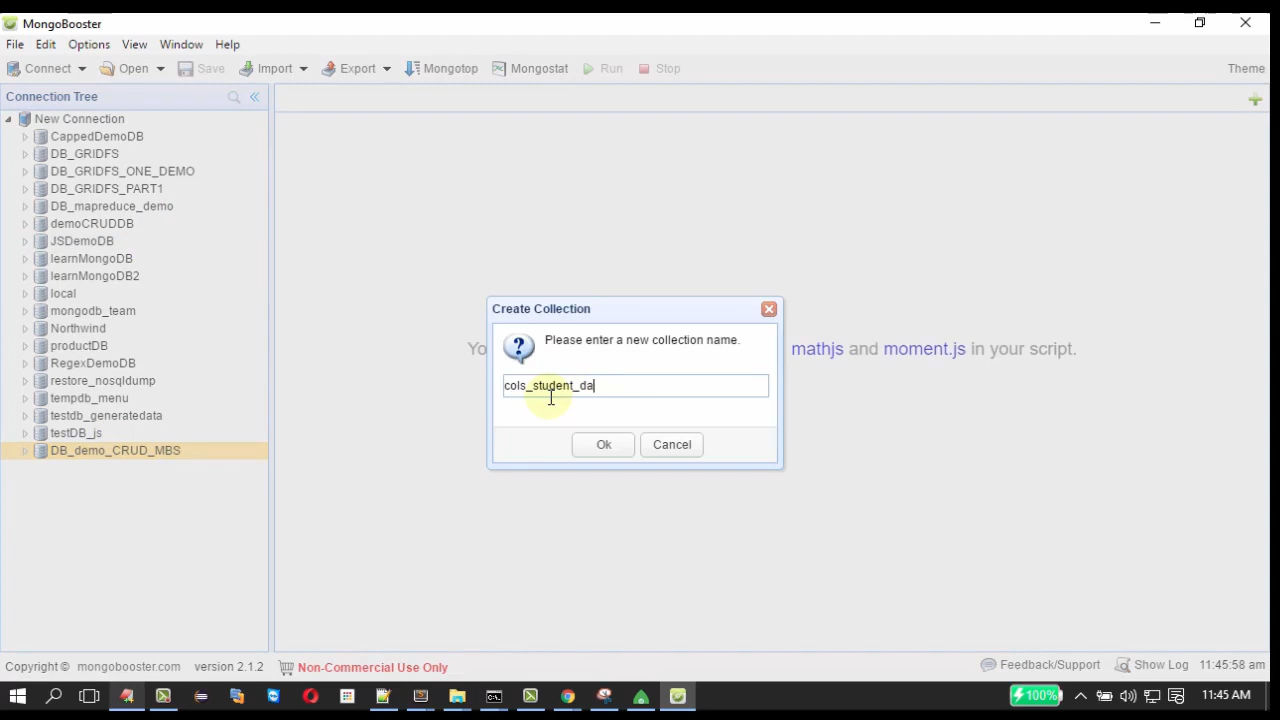 MongoBooster
File Edit Options View Window Help
Connect Open Save Import Export Mongotop Mongostat Run Stop Theme
Connection Tree
New Connection
CappedDemoDB
DB_GRIDFS
DB_GRIDFS_ONE_DEMO
DB_GRIDFS_PART1
DB_mapreduce_demo
demoCRUDDB
JSDemoDB
learnMongoDB
learnMongoDB2
local
mongodb_team
Northwind
productDB
RegexDemoDB
restore_nosqldump
tempdb_menu
testdb_generatedata
testDB_js
DB_demo_CRUD_MBS
Create Collection
Please enter a new collection name.
Yo mathjs and moment.js in your script.
cols_student_da
Ok Cancel
Copyright © mongobooster.com version 2.1.2 Non-Commercial Use Only Feedback/Support Show Log 11:45:58 am
100% 11:45 AM